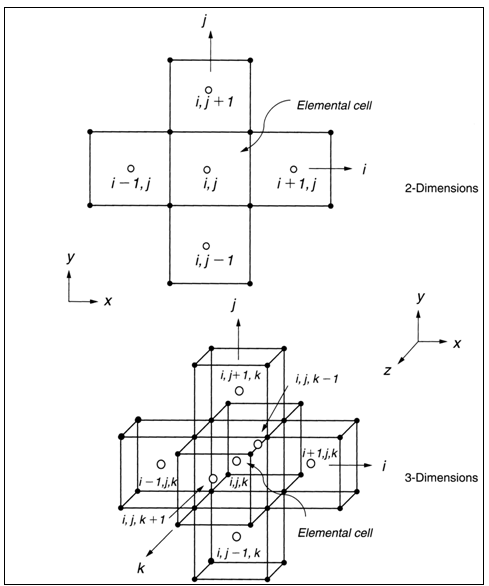 j
i, j + 1
Elemental cell
i − 1, j
i, j
i + 1, j
i
2-Dimensions
i, j − 1
y
x
j
y
x
z
i, j+ 1, k
i, j, k − 1
i − 1,j,k
i,j,k
i+ 1,j,k
i
3-Dimensions
i, j, k + 1
Elemental cell
i, j − 1, k
k